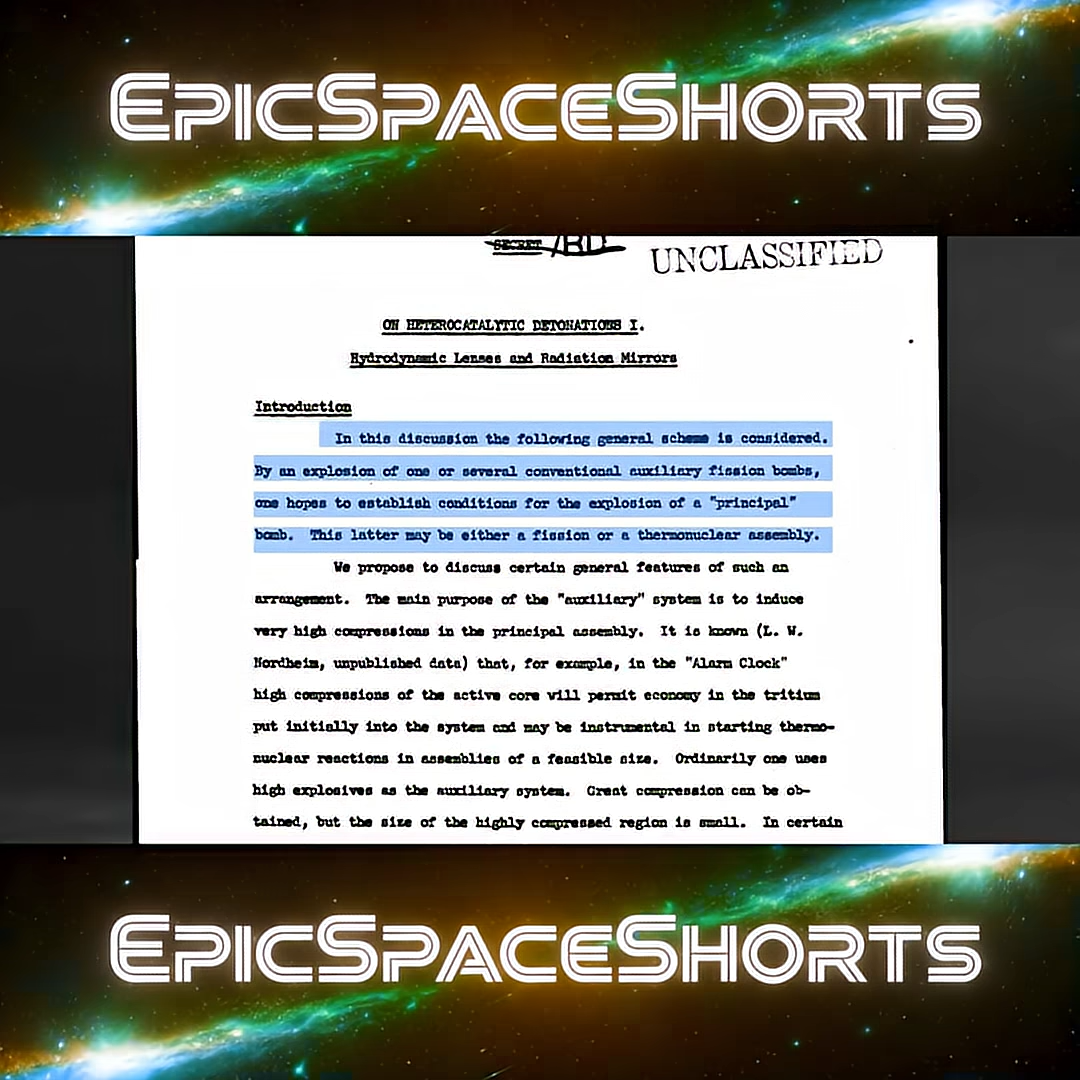 EPICSPACESHORTS
SECRET /RD
UNCLASSIFIED
ON HETEROCATALYTIC DETONATIONS I.
Hydrodynamic Lenses and Radiation Mirrors
Introduction
In this discussion the following general scheme is considered.
By an explosion of one or several conventional auxiliary fission bombs,
one hopes to establish conditions for the explosion of a "principal"
bomb. This latter may be either a fission or a thermonuclear assembly.
We propose to discuss certain general features of such an
arrangement. The main purpose of the "auxiliary" system is to induce
very high compressions in the principal assembly. It is known (L. W.
Nordheim, unpublished data) that, for example, in the "Alarm Clock"
high compressions of the active core will permit economy in the tritium
put initially into the system and may be instrumental in starting thermo-
nuclear reactions in assemblies of a feasible size. Ordinarily one uses
high explosives as the auxiliary system. Great compression can be ob-
tained, but the size of the highly compressed region is small. In certain
EPICSPACESHORTS